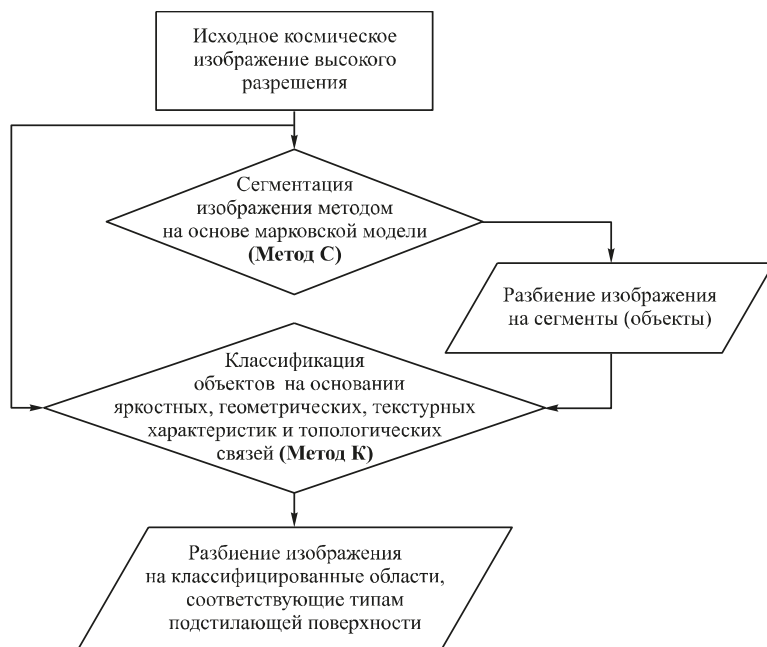 Исходное космическое
изображение высокого
разрешения
Сегментация
изображения методом
на основе марковской модели
(Метод С)
Разбиение изображения
на сегменты (объекты)
Классификация
объектов на основании
яркостных, геометрических, текстурных
характеристик и топологических
связей (Метод К)
Разбиение изображения
на классифицированные области,
соответствующие типам
подстилающей поверхности